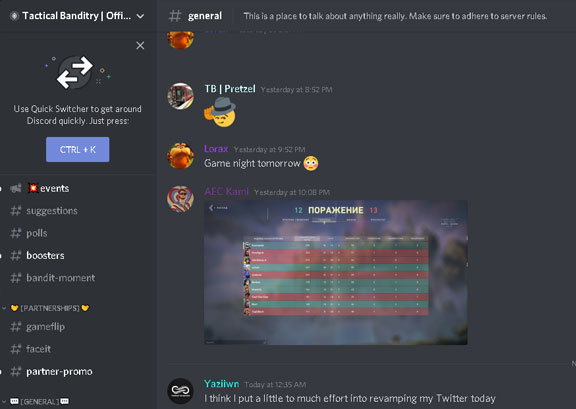 Tactical Banditry | Offi...
Use Quick Switcher to get around
Discord quickly. Just press:
CTRL + K
events
# suggestions
# polls
# boosters
# bandit-moment
[PARTNERSHIPS]
# gameflip
# faceit
# partner-promo
[GENERAL]
# general
This is a place to talk about anything really. Make sure to adhere to server rules.
TB | Pretzel Yesterday at 8:52 PM
Lorax Yesterday at 9:52 PM
Game night tomorrow
AEC Kami Yesterday at 10:08 PM
12 ПОРАЖЕНИЕ 13
Yaziiwn Today at 12:35 AM
I think I put a little to much effort into revamping my Twitter today